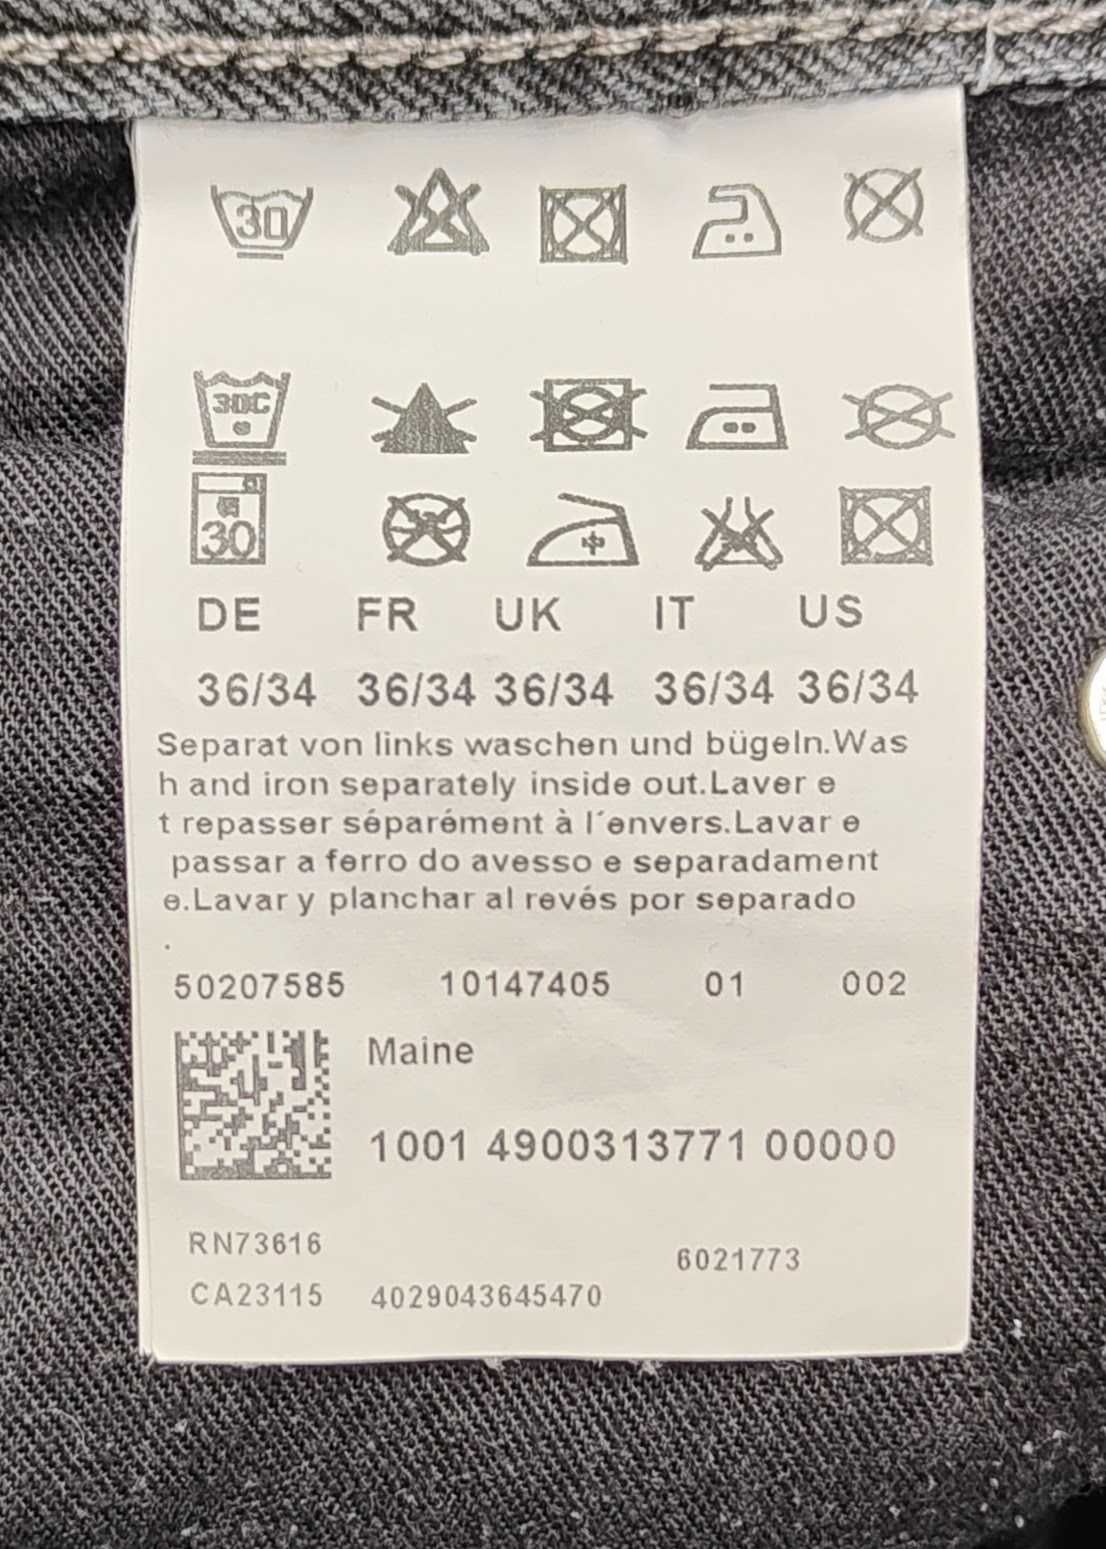 30
30C
30
DE FR UK IT US
36/34 36/34 36/34 36/34 36/34
Separat von links waschen und bügeln.Was
h and iron separately inside out.Laver e
t repasser séparément à l´envers.Lavar e
passar a ferro do avesso e separadament
e.Lavar y planchar al revés por separado
.
50207585 10147405 01 002
Maine
1001 4900313771 00000
RN73616
6021773
CA23115 4029043645470